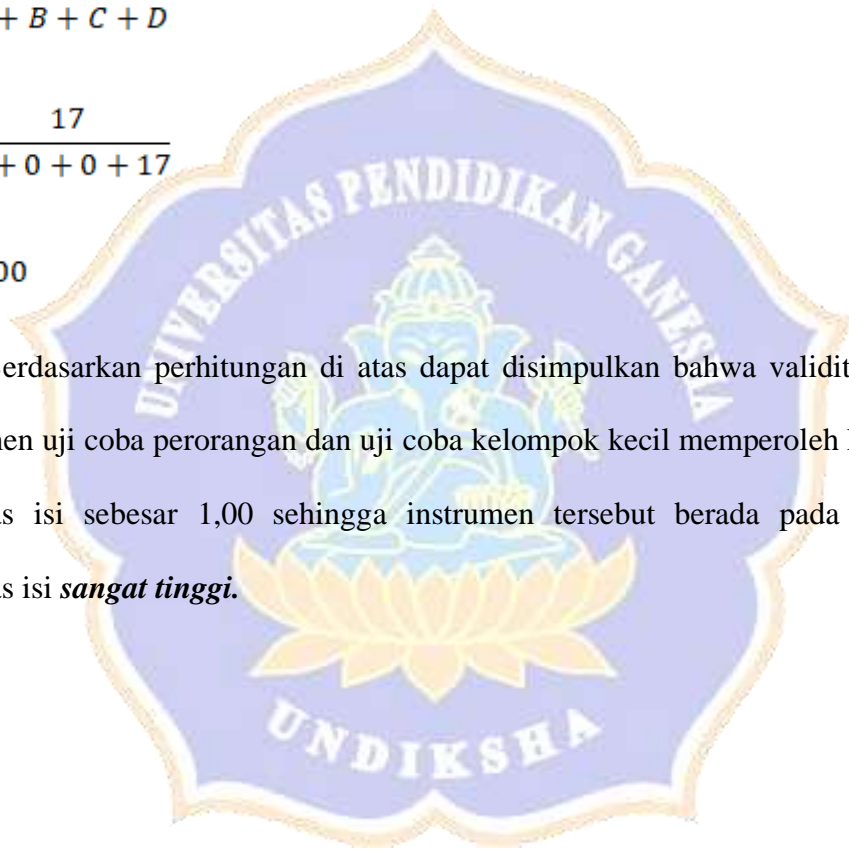 + B + C + D
17
+ 0 + 0 + 17
00
erdasarkan perhitungan di atas dapat disimpulkan bahwa validit
en uji coba perorangan dan uji coba kelompok kecil memperoleh
s isi sebesar 1,00 sehingga instrumen tersebut berada pada
as isi sangat tinggi.
UNIVERSITAS PENDIDIKAN GANESHA
UNDIKSHA